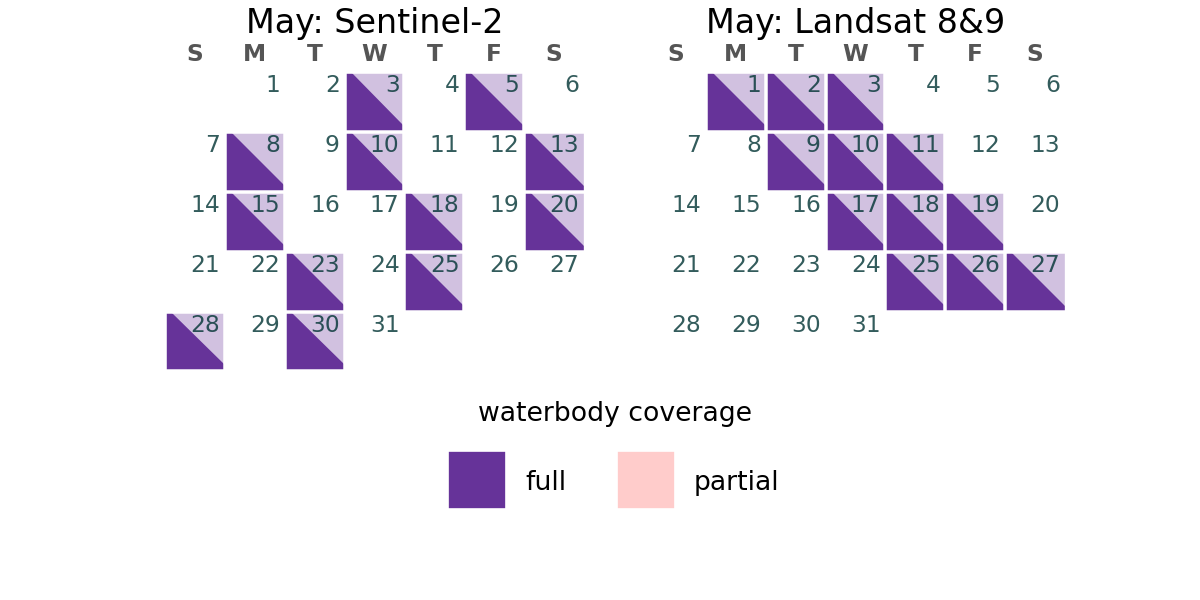 May: Sentinel-2
S M T W T F S
1 2 3 4 5 6
7 8 9 10 11 12 13
14 15 16 17 18 19 20
21 22 23 24 25 26 27
28 29 30 31
May: Landsat 8&9
S M T W T F S
1 2 3 4 5 6
7 8 9 10 11 12 13
14 15 16 17 18 19 20
21 22 23 24 25 26 27
28 29 30 31
waterbody coverage
full partial